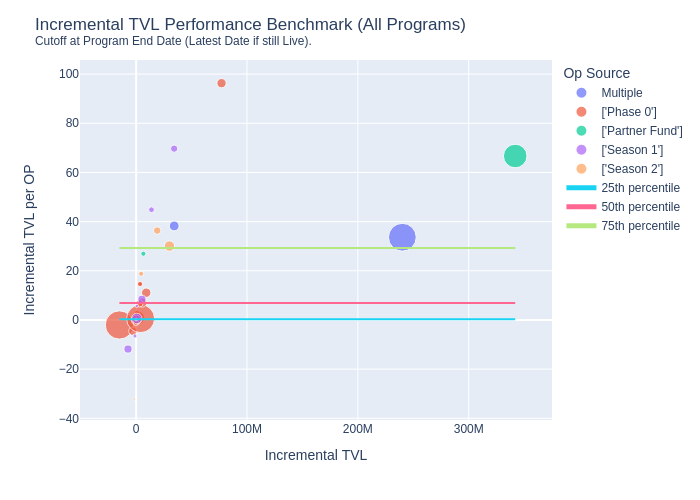 Incremental TVL Performance Benchmark (All Programs)
Cutoff at Program End Date (Latest Date if still Live).
Incremental TVL per OP
100
80
60
40
20
0
−20
−40
0
100M
200M
300M
Incremental TVL
Op Source
Multiple
['Phase 0']
['Partner Fund']
['Season 1']
['Season 2']
25th percentile
50th percentile
75th percentile